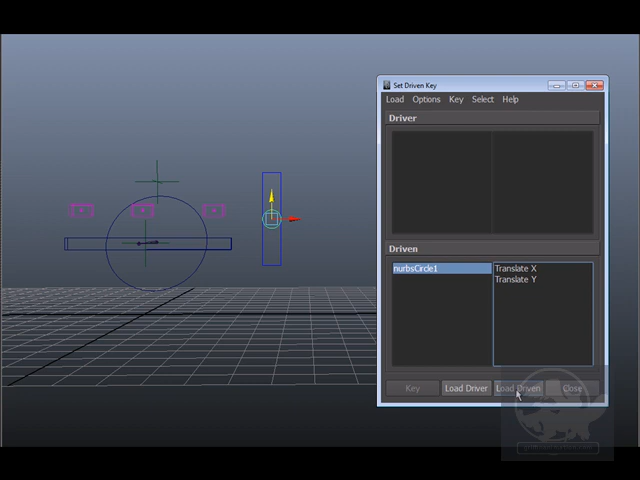 Set Driven Key
Load Options Key Select Help
Driver
Driven
nurbsCircle1
Translate X
Translate Y
Key Load Driver Load Driven Close